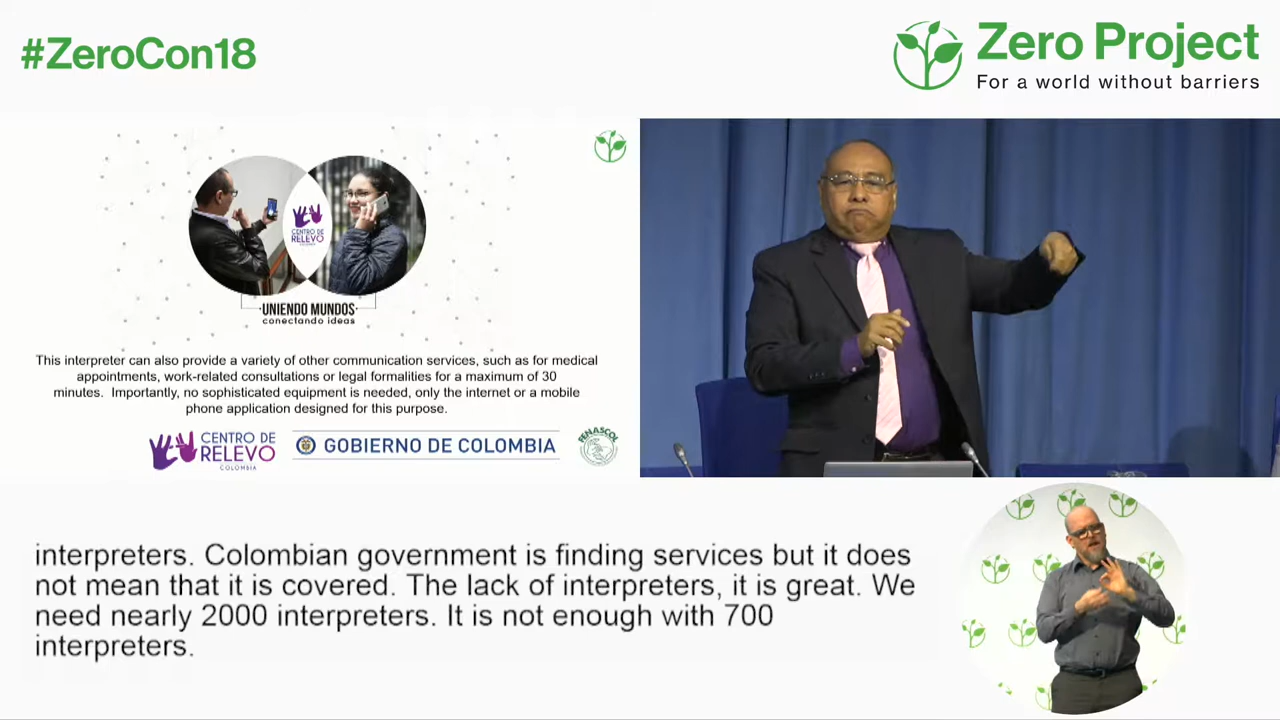 #ZeroCon18
Zero Project
For a world without barriers
CENTRO DE
RELEVO
COLOMBIA
UNIENDO MUNDOS
conectando ideas
This interpreter can also provide a variety of other communication services, such as for medical
appointments, work-related consultations or legal formalities for a maximum of 30
minutes. Importantly, no sophisticated equipment is needed, only the internet or a mobile
phone application designed for this purpose.
CENTRO DE
RELEVO
COLOMBIA
GOBIERNO DE COLOMBIA
FENASCOL
interpreters. Colombian government is finding services but it does
not mean that it is covered. The lack of interpreters, it is great. We
need nearly 2000 interpreters. It is not enough with 700
interpreters.